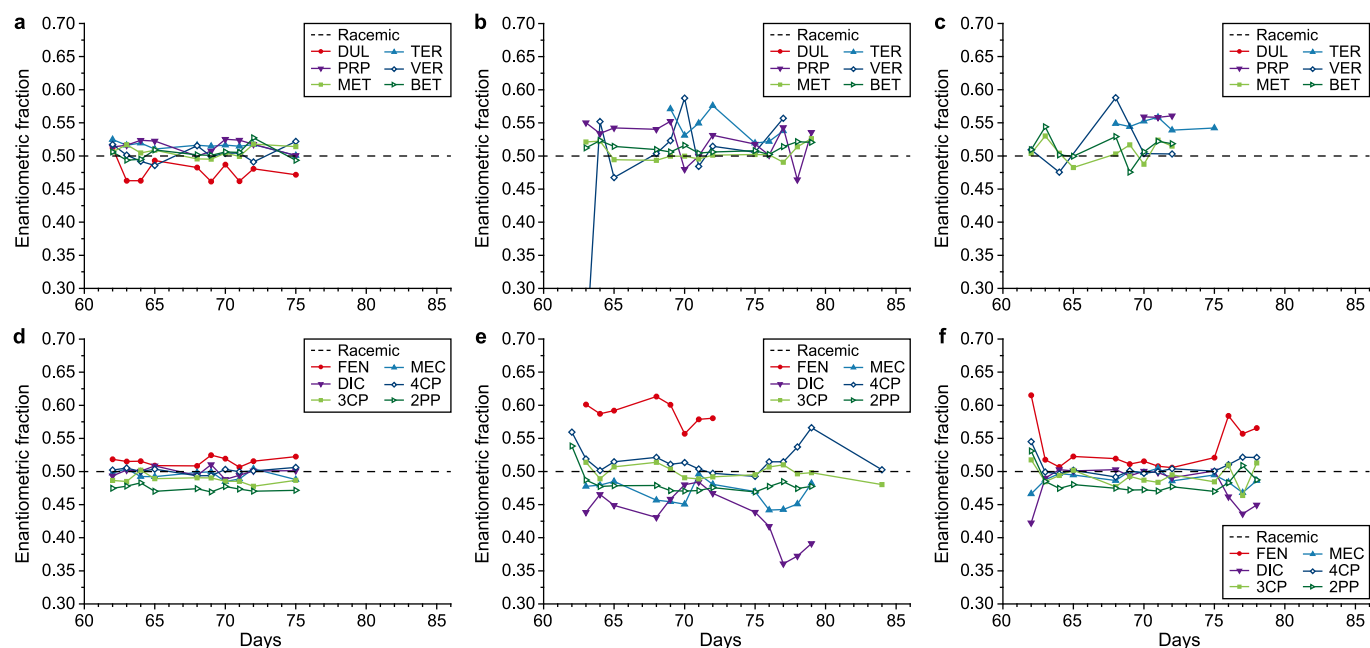 a
Enantiometric fraction
0.70
0.65
0.60
0.55
0.50
0.45
0.40
0.35
0.30
60 65 70 75 80 85
Racemic
DUL TER
PRP VER
MET BET
b
Enantiometric fraction
0.70
0.65
0.60
0.55
0.50
0.45
0.40
0.35
0.30
60 65 70 75 80 85
Racemic
DUL TER
PRP VER
MET BET
c
Enantiometric fraction
0.70
0.65
0.60
0.55
0.50
0.45
0.40
0.35
0.30
60 65 70 75 80 85
Racemic
DUL TER
PRP VER
MET BET
d
Enantiometric fraction
0.70
0.65
0.60
0.55
0.50
0.45
0.40
0.35
0.30
60 65 70 75 80 85
Days
Racemic
FEN MEC
DIC 4CP
3CP 2PP
e
Enantiometric fraction
0.70
0.65
0.60
0.55
0.50
0.45
0.40
0.35
0.30
60 65 70 75 80 85
Days
Racemic
FEN MEC
DIC 4CP
3CP 2PP
f
Enantiometric fraction
0.70
0.65
0.60
0.55
0.50
0.45
0.40
0.35
0.30
60 65 70 75 80 85
Days
Racemic
FEN MEC
DIC 4CP
3CP 2PP